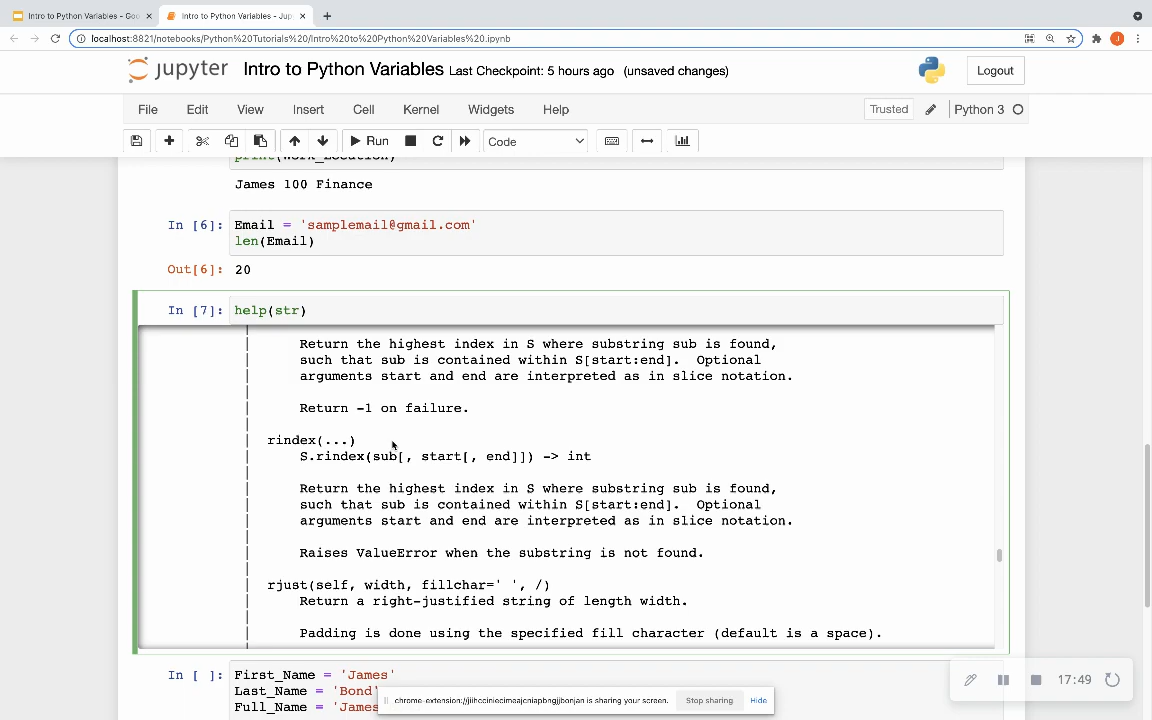 Intro to Python Variables - Goo
Intro to Python Variables - Jup
localhost:8821/notebooks/Python%20Tutorials%20/Intro%20to%20Python%20Variables%20.ipynb
J
jupyter Intro to Python Variables Last Checkpoint: 5 hours ago (unsaved changes)
Logout
File Edit View Insert Cell Kernel Widgets Help
Trusted Python 3
Run Code
print(Work_Location)
James 100 Finance
In [6]: Email = 'samplemail@gmail.com'
len(Email)
Out[6]: 20
In [7]: help(str)
Return the highest index in S where substring sub is found,
such that sub is contained within S[start:end].  Optional
arguments start and end are interpreted as in slice notation.
Return -1 on failure.
rindex(...)
S.rindex(sub[, start[, end]]) -> int
Return the highest index in S where substring sub is found,
such that sub is contained within S[start:end].  Optional
arguments start and end are interpreted as in slice notation.
Raises ValueError when the substring is not found.
rjust(self, width, fillchar=' ', /)
Return a right-justified string of length width.
Padding is done using the specified fill character (default is a space).
In [ ]: First_Name = 'James'
Last_Name = 'Bond'
Full_Name = 'James
chrome-extension://jiihcciniecimeajcniapbngjjbonjan is sharing your screen. Stop sharing Hide
17:49